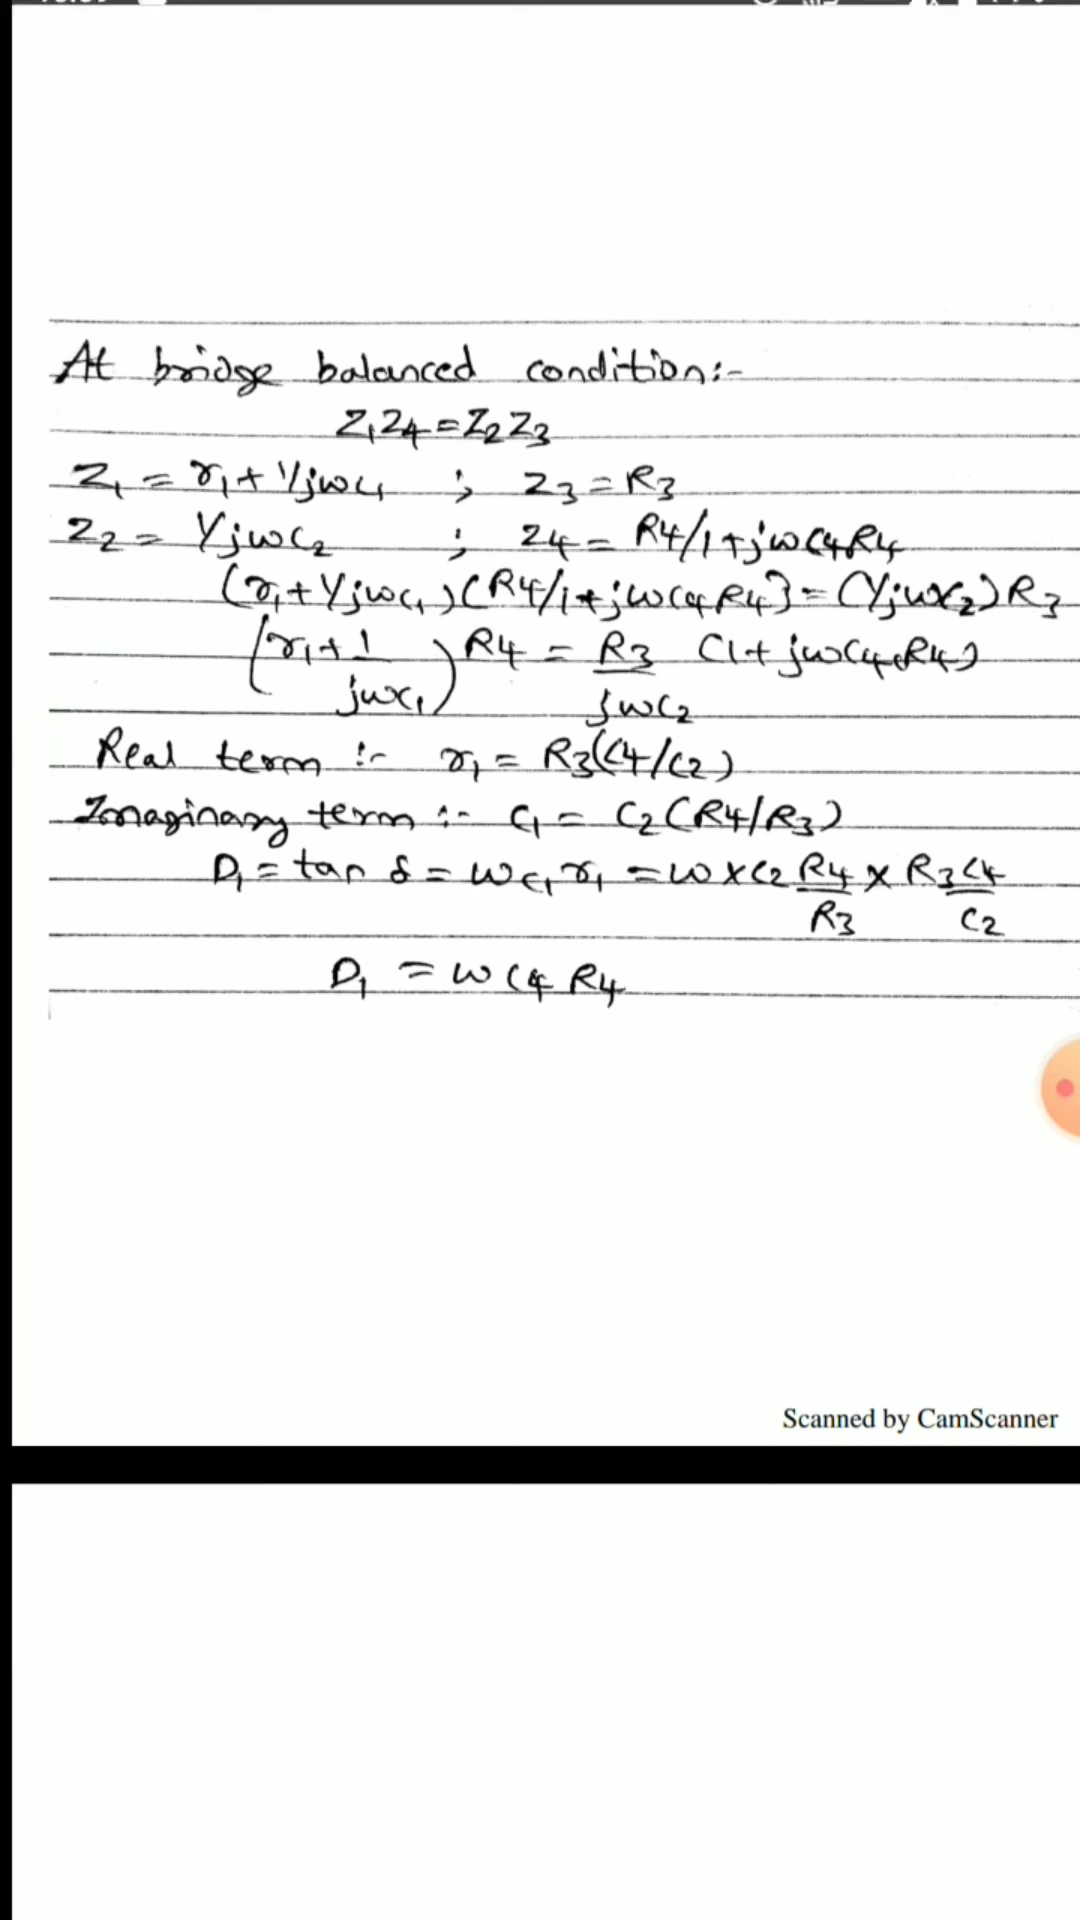 At bridge balanced condition:-
Z1Z4=Z2Z3
Z1 = r1+1/jωC1 ; Z3=R3
Z2= 1/jωC2 ; Z4= R4/1+jωC4R4
(r1+1/jωC1)(R4/1+jωC4R4)=(1/jωC2)R3
(r1+1/jωC1)R4 = R3/jωC2 (1+jωC4R4)
Real term :- r1= R3(C4/C2)
Imaginary term :- C1= C2(R4/R3)
D1=tan δ=ωC1r1=ω×C2 R4/R3 × R3C4/C2
D1 =ωC4R4
Scanned by CamScanner